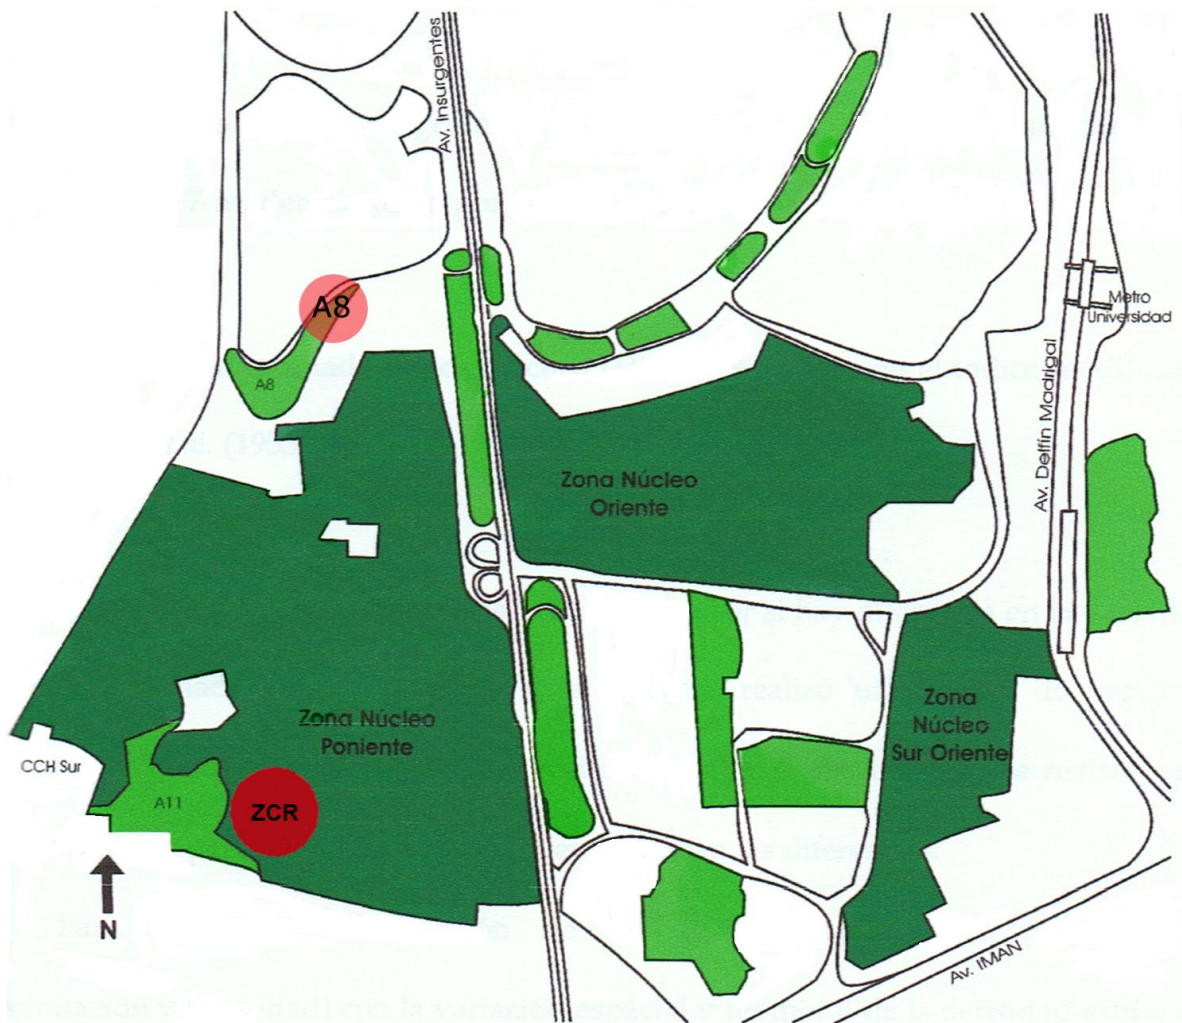 Av. Insurgentes
A8
A8
Metro
Universidad
Av. Delfín Madrigal
Zona Núcleo
Oriente
Zona Núcleo
Poniente
Zona
Núcleo
Sur Oriente
CCH Sur
A11
ZCR
N
Av. IMAN